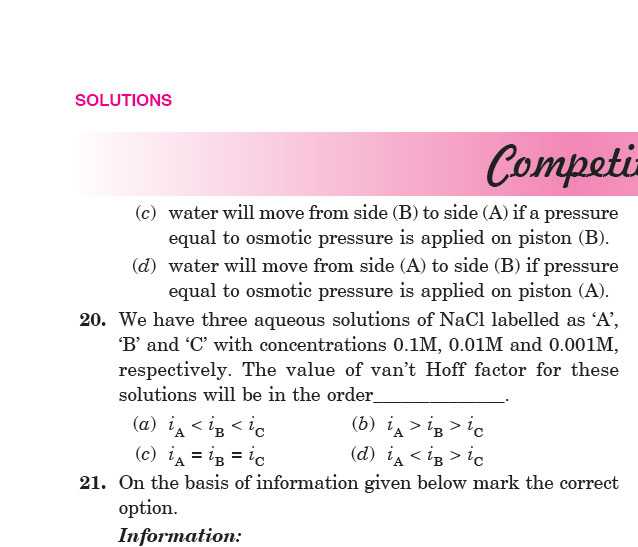 SOLUTIONS
(c) water will move from side (B) to side (A) if a pressure
equal to osmotic pressure is applied on piston (B).
(d) water will move from side (A) to side (B) if pressure
equal to osmotic pressure is applied on piston (A).
20. We have three aqueous solutions of NaCl labelled as ‘A’,
‘B’ and ‘C’ with concentrations 0.1M, 0.01M and 0.001M,
respectively. The value of van’t Hoff factor for these
solutions will be in the order_____________.
(a) i_A < i_B < i_C (b) i_A > i_B > i_C
(c) i_A = i_B = i_C (d) i_A < i_B > i_C
21. On the basis of information given below mark the correct
option.
Information: